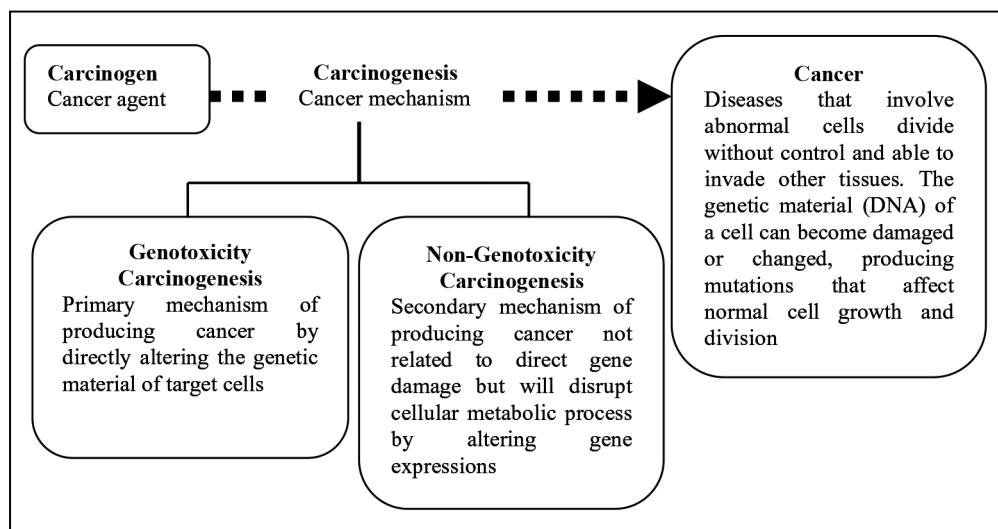 Carcinogen
Cancer agent
Carcinogenesis
Cancer mechanism
Cancer
Diseases that involve
abnormal cells divide
without control and able to
invade other tissues. The
genetic material (DNA) of
a cell can become damaged
or changed, producing
mutations that affect
normal cell growth and
division
Genotoxicity
Carcinogenesis
Primary mechanism of
producing cancer by
directly altering the genetic
material of target cells
Non-Genotoxicity
Carcinogenesis
Secondary mechanism of
producing cancer not
related to direct gene
damage but will disrupt
cellular metabolic process
by altering gene
expressions